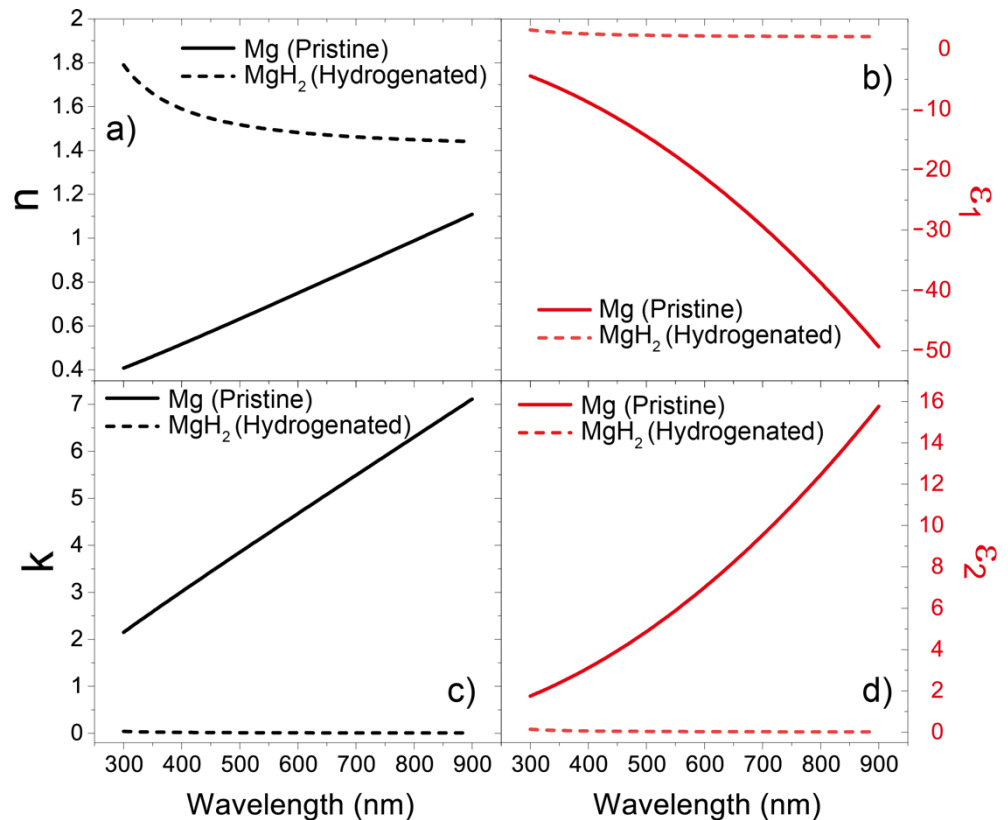 2
1.8
1.6
1.4
1.2
1
0.8
0.6
0.4
n
Mg (Pristine)
MgH₂ (Hydrogenated)
a)
b)
0
−10
−20
−30
−40
−50
ε₁
Mg (Pristine)
MgH₂ (Hydrogenated)
7
6
5
4
3
2
1
0
k
Mg (Pristine)
MgH₂ (Hydrogenated)
c)
300 400 500 600 700 800 900
Wavelength (nm)
Mg (Pristine)
MgH₂ (Hydrogenated)
d)
16
14
12
10
8
6
4
2
0
ε₂
300 400 500 600 700 800 900
Wavelength (nm)